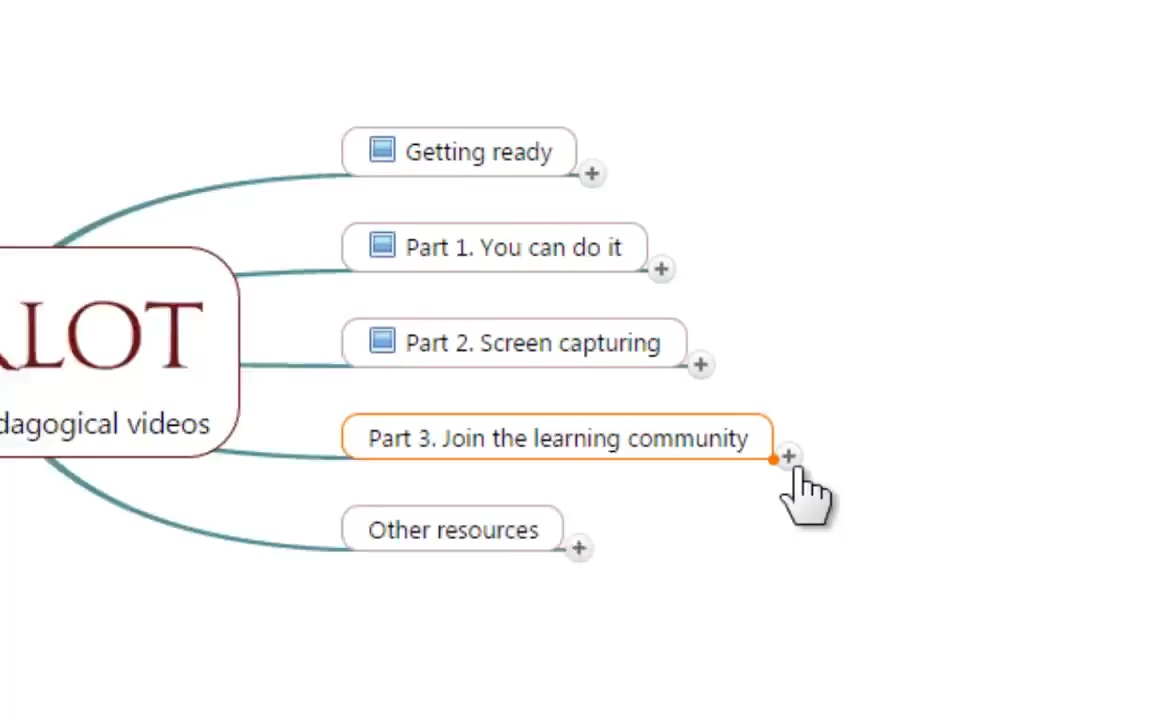 Getting ready
Part 1. You can do it
Part 2. Screen capturing
LOT
videos
Part 3. Join the learning community
Other resources